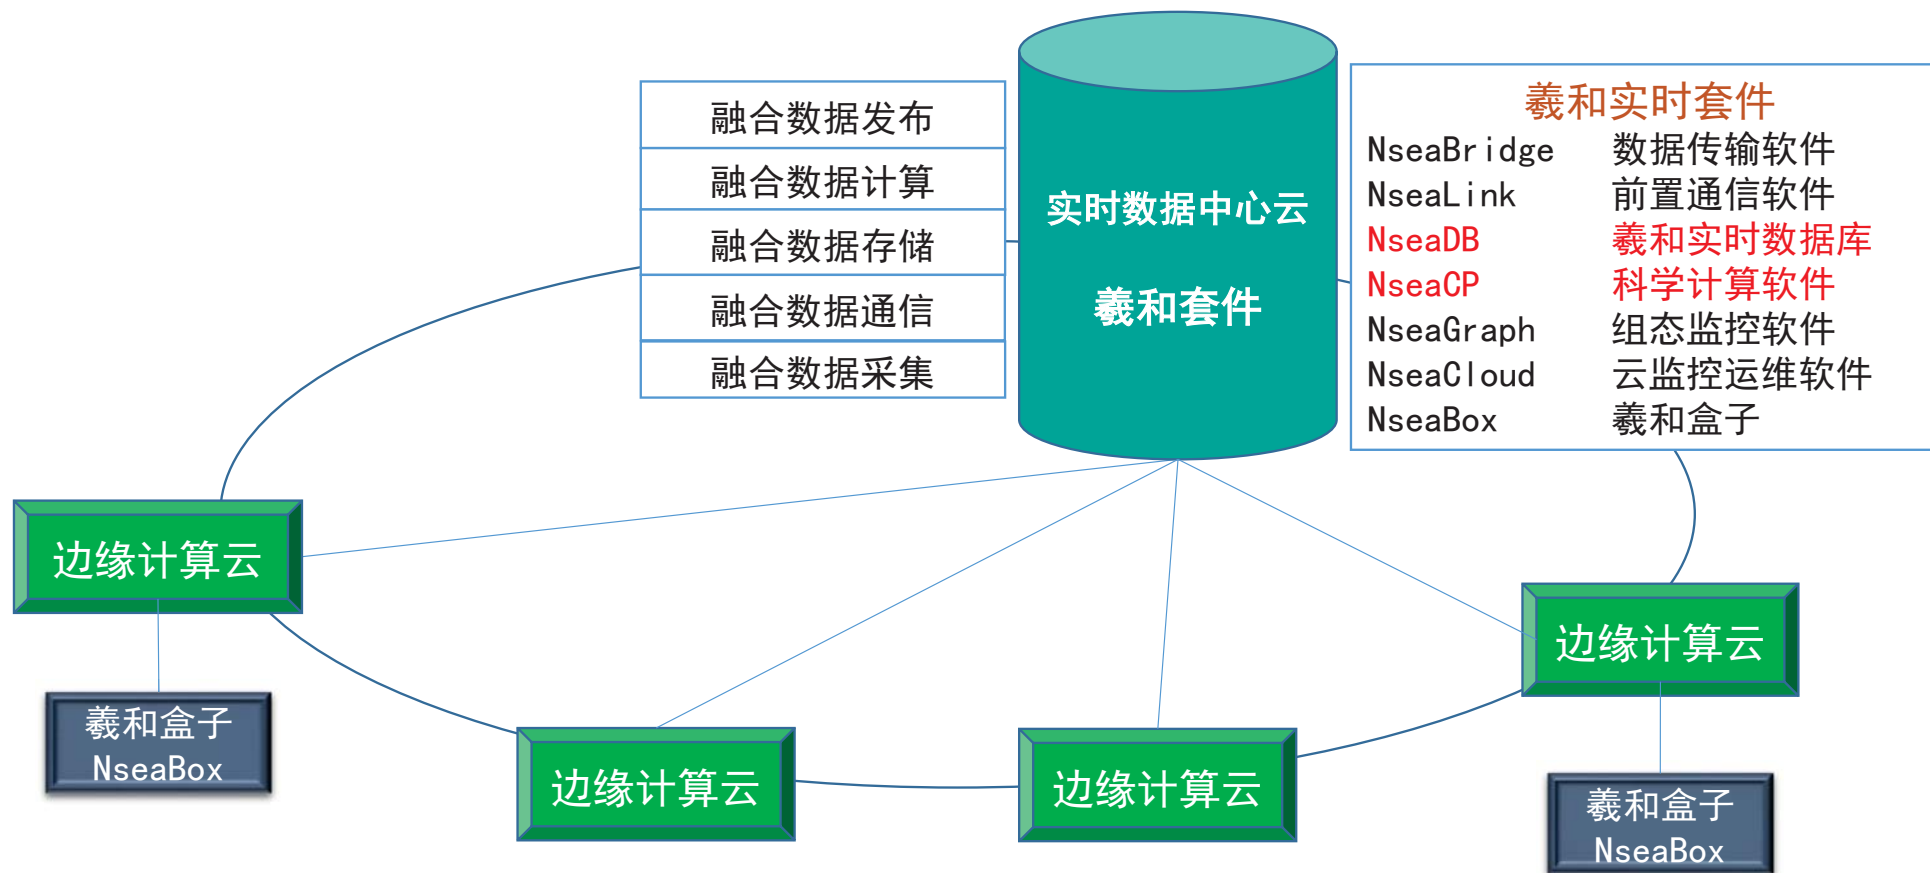 融合数据发布
融合数据计算
融合数据存储
融合数据通信
融合数据采集
实时数据中心云
羲和套件
羲和实时套件
NseaBridge 数据传输软件
NseaLink 前置通信软件
NseaDB 羲和实时数据库
NseaCP 科学计算软件
NseaGraph 组态监控软件
NseaCloud 云监控运维软件
NseaBox 羲和盒子
边缘计算云
羲和盒子
NseaBox
边缘计算云
边缘计算云
边缘计算云
羲和盒子
NseaBox